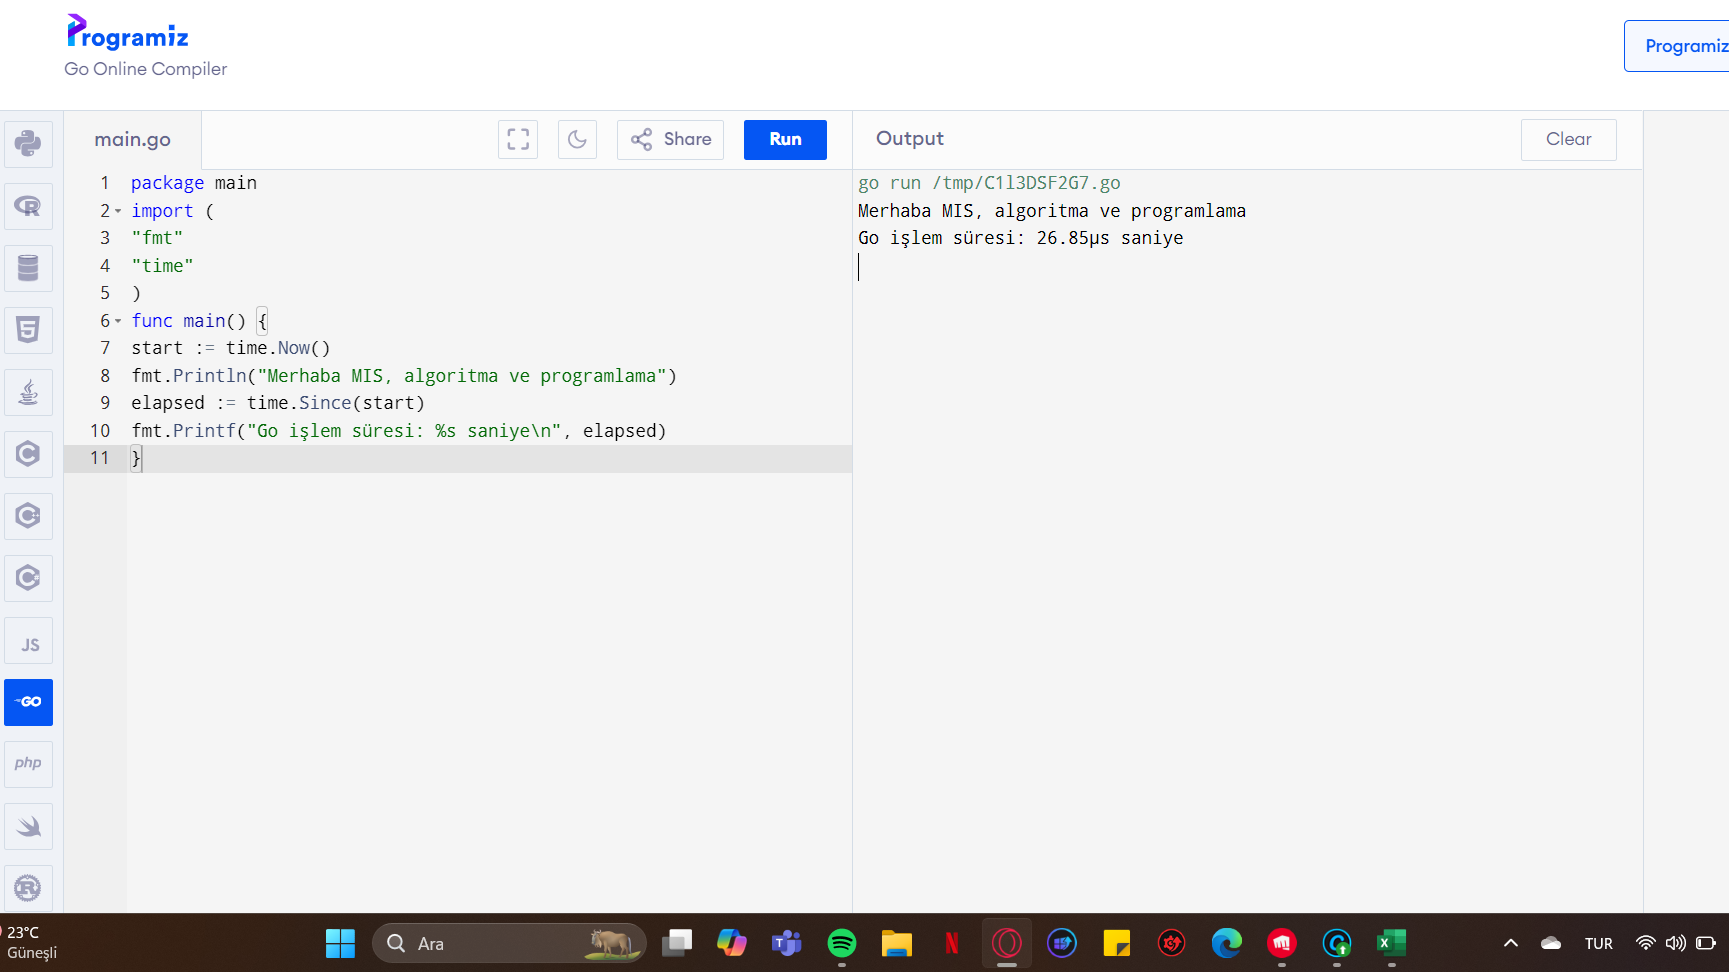 Programiz
Go Online Compiler
Programiz
main.go
Share
Run
Output
Clear
1 package main
2 import (
3 "fmt"
4 "time"
5 )
6 func main() {
7 start := time.Now()
8 fmt.Println("Merhaba MIS, algoritma ve programlama")
9 elapsed := time.Since(start)
10 fmt.Printf("Go işlem süresi: %s saniye\n", elapsed)
11 }
go run /tmp/C1l3DSF2G7.go
Merhaba MIS, algoritma ve programlama
Go işlem süresi: 26.85µs saniye
JS
GO
php
23°C
Güneşli
Ara
TUR